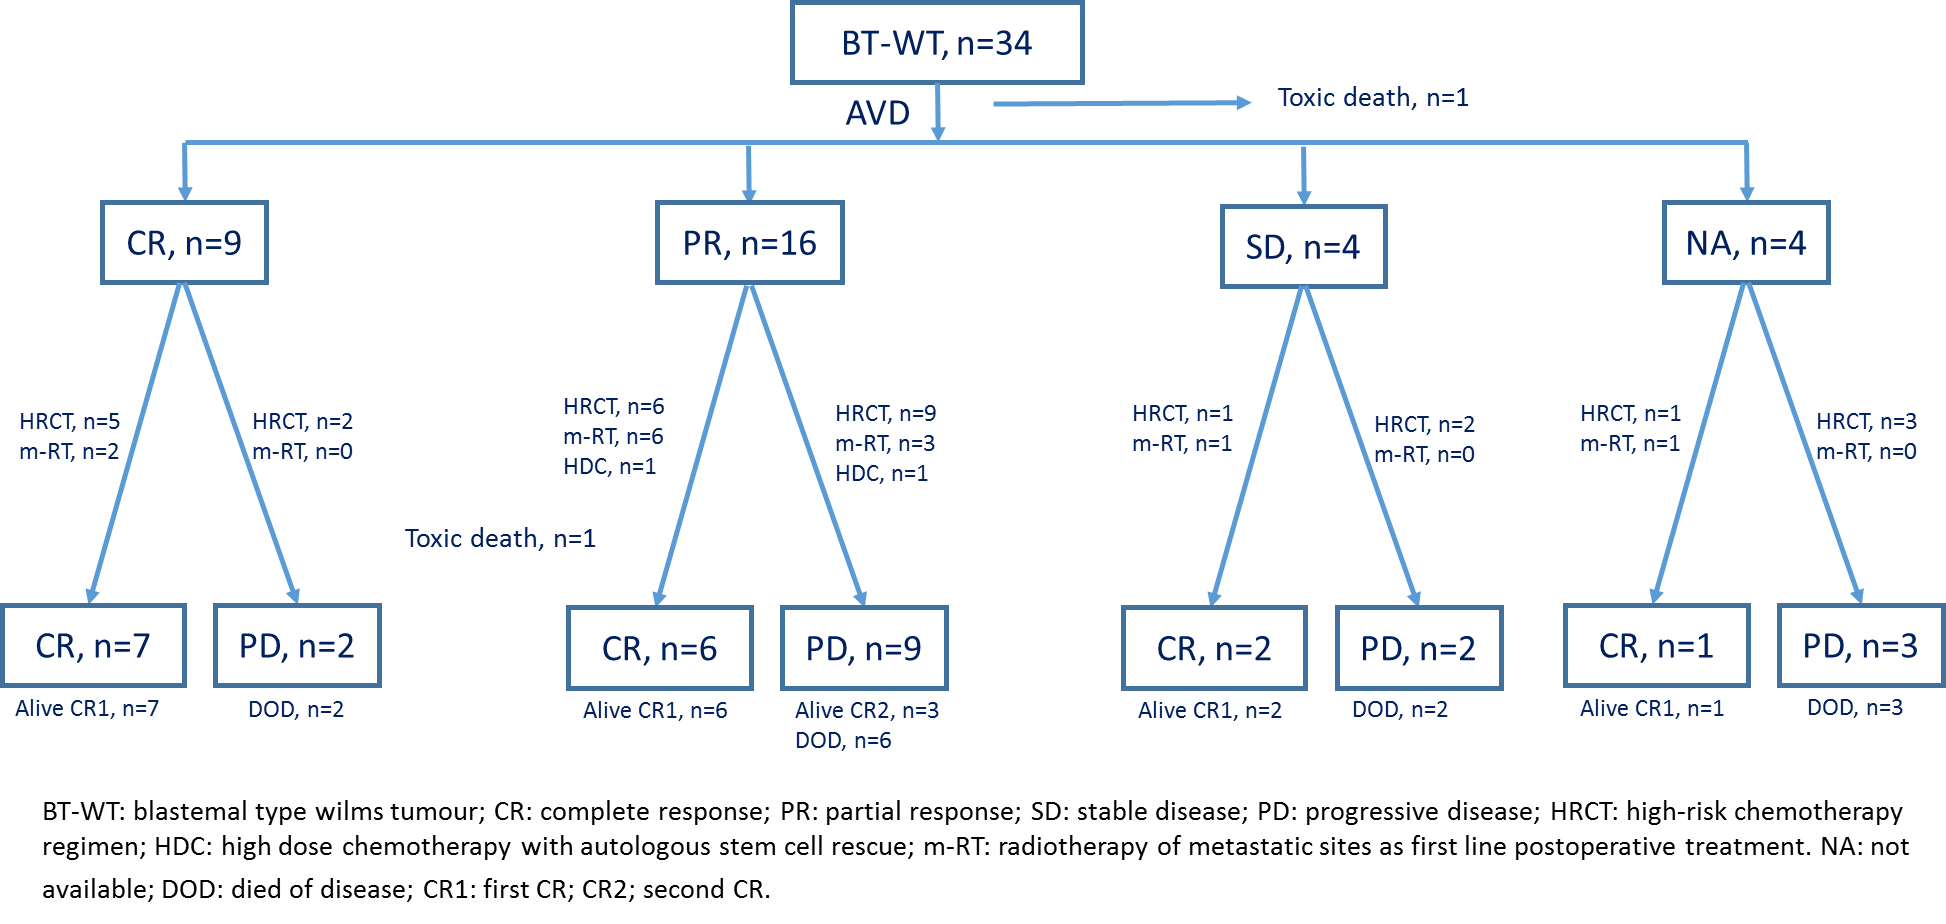 BT-WT, n=34
AVD
Toxic death, n=1
CR, n=9
PR, n=16
SD, n=4
NA, n=4
HRCT, n=5
m-RT, n=2
HRCT, n=2
m-RT, n=0
HRCT, n=6
m-RT, n=6
HDC, n=1
HRCT, n=9
m-RT, n=3
HDC, n=1
HRCT, n=1
m-RT, n=1
HRCT, n=2
m-RT, n=0
HRCT, n=1
m-RT, n=1
HRCT, n=3
m-RT, n=0
Toxic death, n=1
CR, n=7
PD, n=2
CR, n=6
PD, n=9
CR, n=2
PD, n=2
CR, n=1
PD, n=3
Alive CR1, n=7
DOD, n=2
Alive CR1, n=6
Alive CR2, n=3
DOD, n=6
Alive CR1, n=2
DOD, n=2
Alive CR1, n=1
DOD, n=3
BT-WT: blastemal type wilms tumour; CR: complete response; PR: partial response; SD: stable disease; PD: progressive disease; HRCT: high-risk chemotherapy
regimen; HDC: high dose chemotherapy with autologous stem cell rescue; m-RT: radiotherapy of metastatic sites as first line postoperative treatment. NA: not
available; DOD: died of disease; CR1: first CR; CR2; second CR.